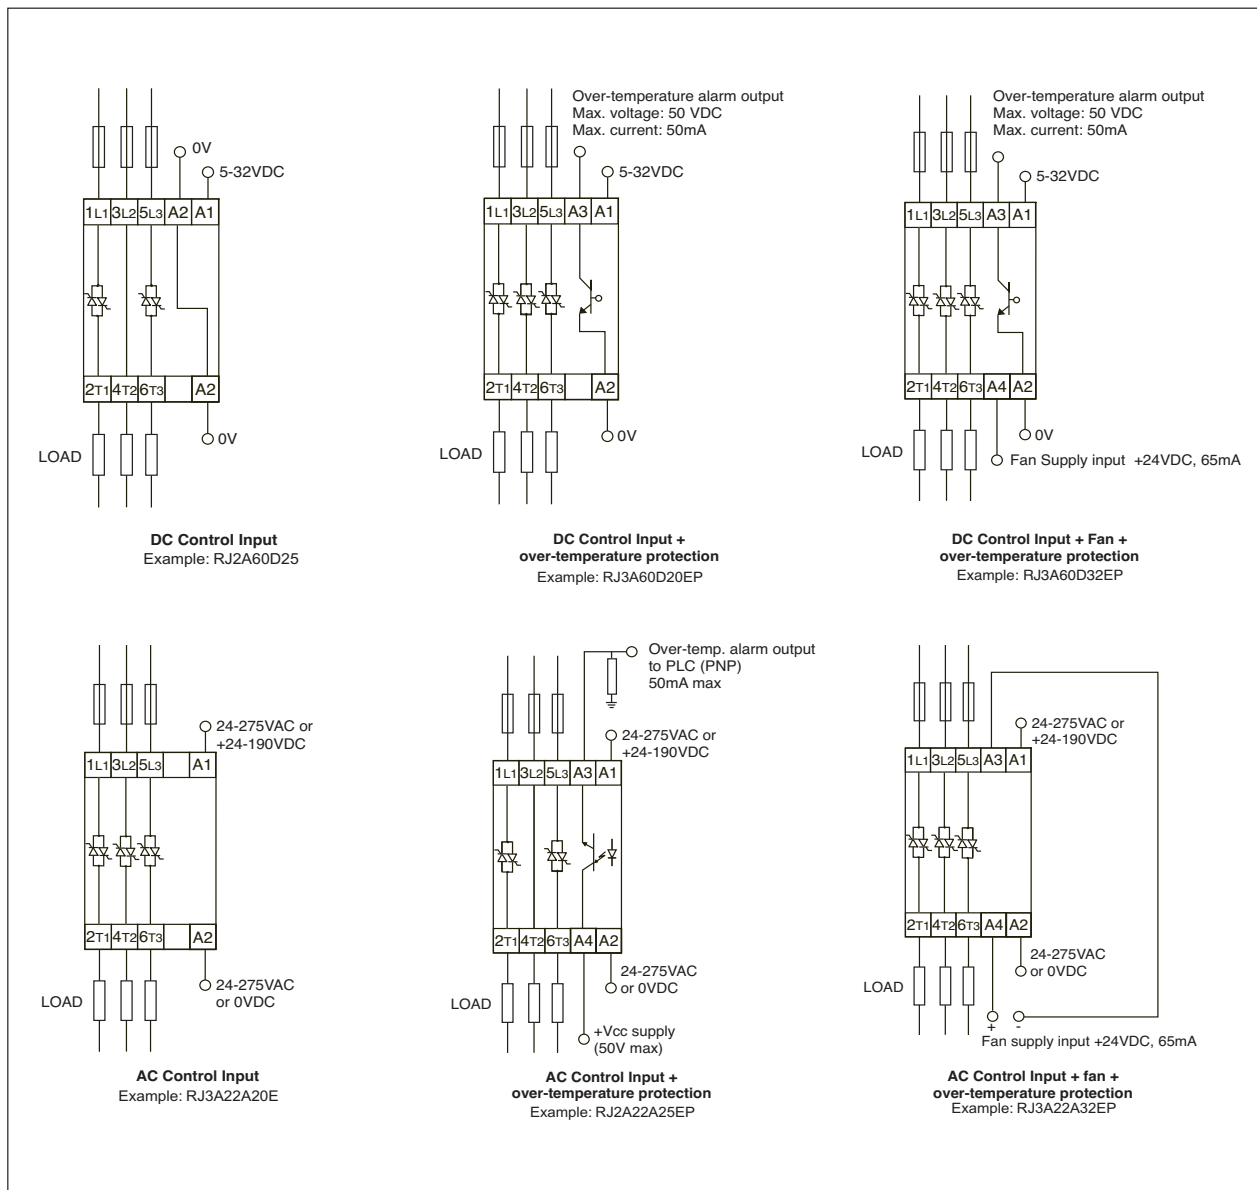 0V
5-32VDC
1L1 3L2 5L3 A2 A1
2T1 4T2 6T3 A2
LOAD
0V
DC Control Input
Example: RJ2A60D25
Over-temperature alarm output
Max. voltage: 50 VDC
Max. current: 50mA
5-32VDC
1L1 3L2 5L3 A3 A1
2T1 4T2 6T3 A2
LOAD
0V
DC Control Input +
over-temperature protection
Example: RJ3A60D20EP
Over-temperature alarm output
Max. voltage: 50 VDC
Max. current: 50mA
5-32VDC
1L1 3L2 5L3 A3 A1
2T1 4T2 6T3 A4 A2
LOAD
0V
Fan Supply input +24VDC, 65mA
DC Control Input + Fan +
over-temperature protection
Example: RJ3A60D32EP
24-275VAC or
+24-190VDC
1L1 3L2 5L3 A1
2T1 4T2 6T3 A2
LOAD
24-275VAC
or 0VDC
AC Control Input
Example: RJ3A22A20E
Over-temp. alarm output
to PLC (PNP)
50mA max
24-275VAC or
+24-190VDC
1L1 3L2 5L3 A3 A1
2T1 4T2 6T3 A4 A2
LOAD
24-275VAC
or 0VDC
+Vcc supply
(50V max)
AC Control Input +
over-temperature protection
Example: RJ2A22A25EP
24-275VAC or
+24-190VDC
1L1 3L2 5L3 A3 A1
2T1 4T2 6T3 A4 A2
LOAD
24-275VAC
or 0VDC
+ -
Fan supply input +24VDC, 65mA
AC Control Input + fan +
over-temperature protection
Example: RJ3A22A32EP